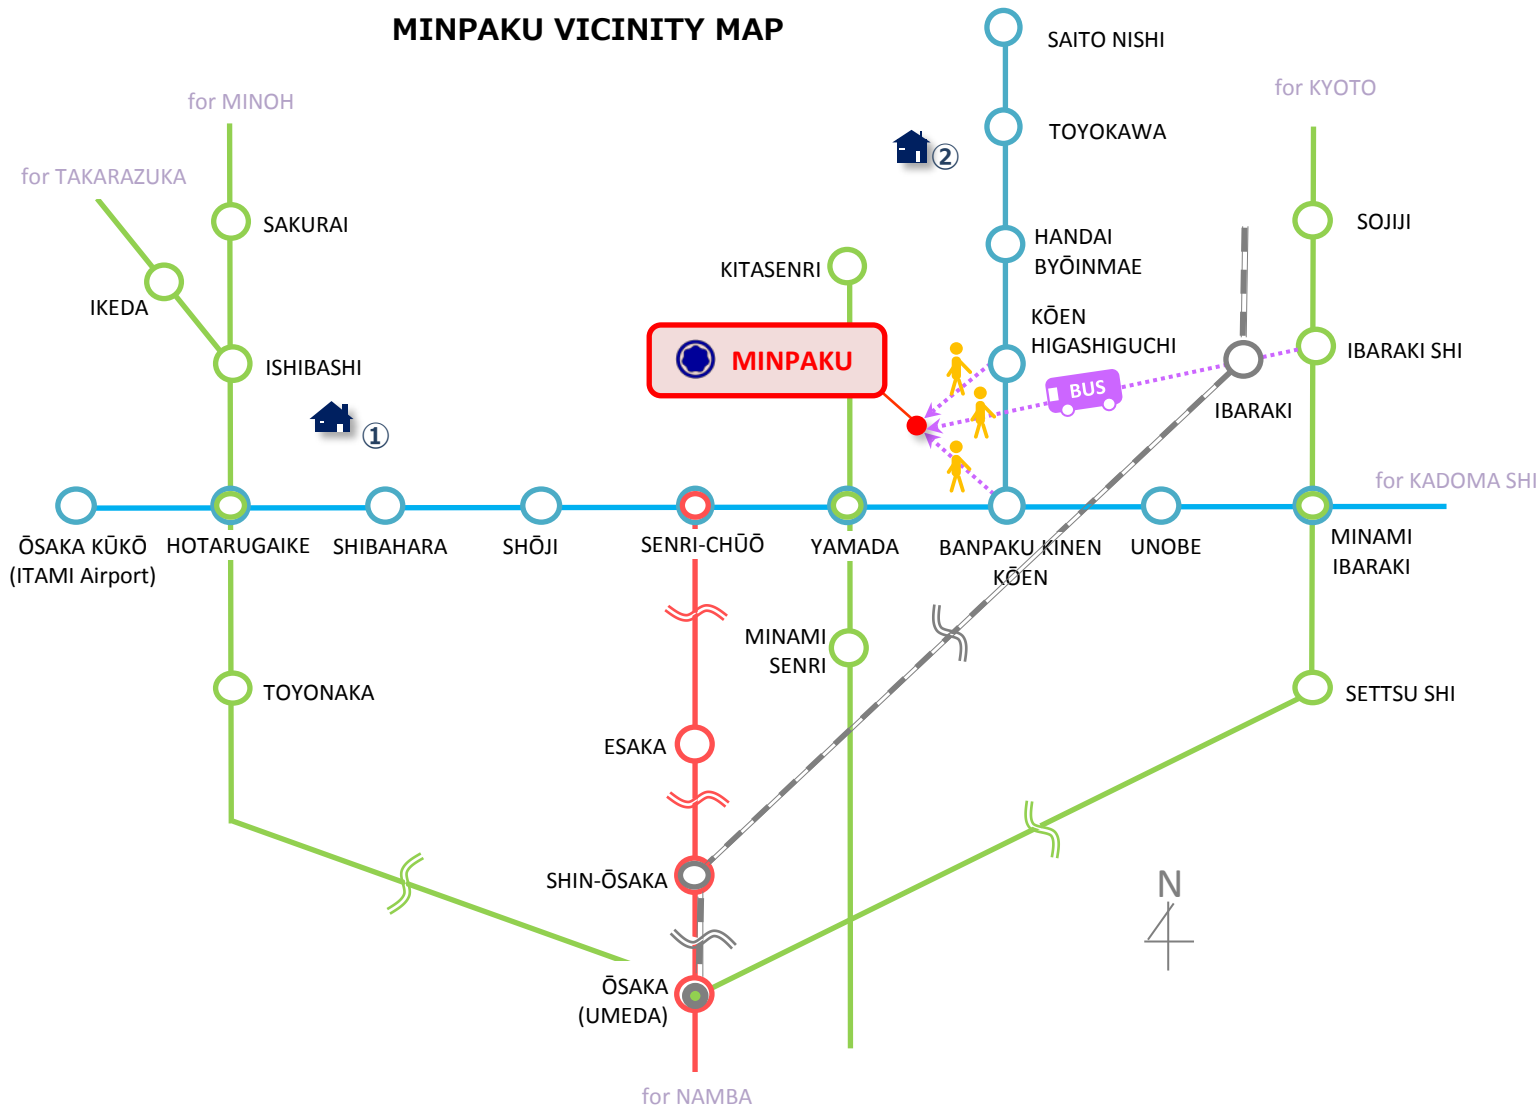 MINPAKU VICINITY MAP
SAITO NISHI
for MINOH
for KYOTO
TOYOKAWA
②
for TAKARAZUKA
SAKURAI
SOJIJI
HANDAI
BYŌINMAE
KITASENRI
IKEDA
KŌEN
HIGASHIGUCHI
ISHIBASHI
MINPAKU
IBARAKI SHI
BUS
IBARAKI
①
for KADOMA SHI
ŌSAKA KŪKŌ
(ITAMI Airport)
HOTARUGAIKE
SHIBAHARA
SHŌJI
SENRI-CHŪŌ
YAMADA
BANPAKU KINEN
KŌEN
UNOBE
MINAMI
IBARAKI
MINAMI
SENRI
TOYONAKA
SETTSU SHI
ESAKA
SHIN-ŌSAKA
N
ŌSAKA
(UMEDA)
for NAMBA